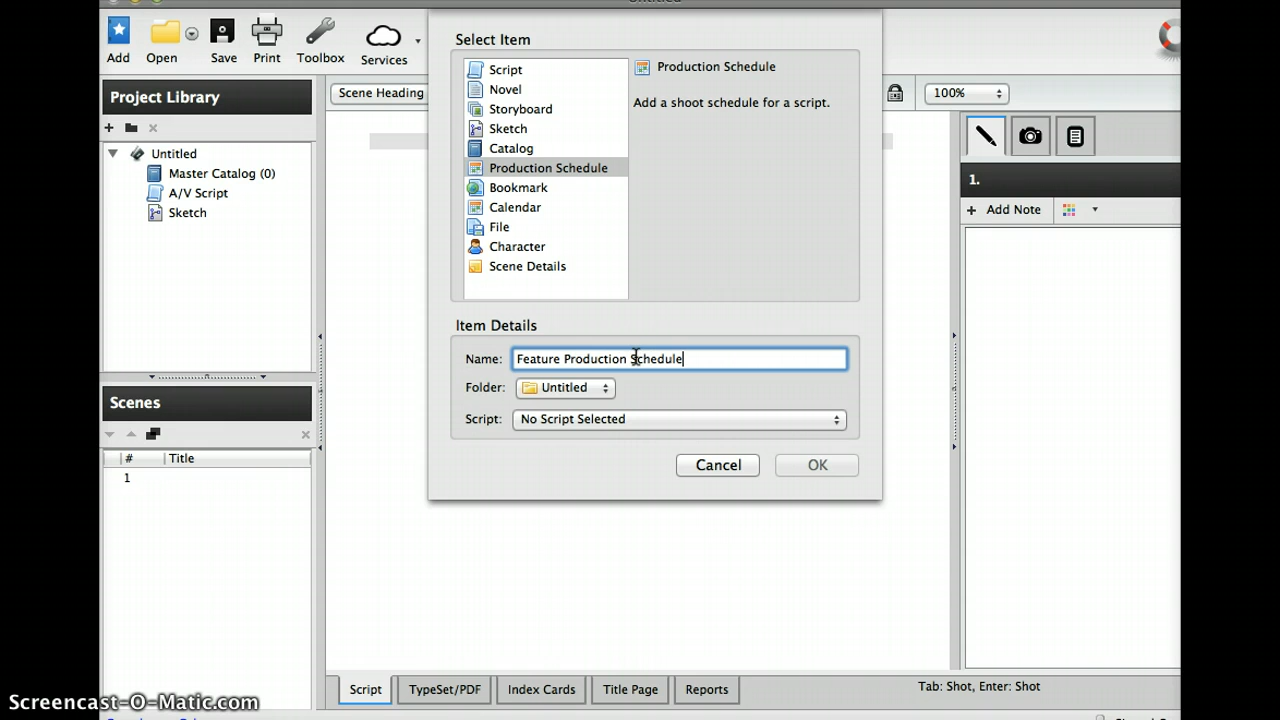 Untitled
Add
Open
Save
Print
Toolbox
Services
Project Library
Untitled
Master Catalog (0)
A/V Script
Sketch
Scenes
# Title
1
Scene Heading
Select Item
Script
Novel
Storyboard
Sketch
Catalog
Production Schedule
Bookmark
Calendar
File
Character
Scene Details
Production Schedule
Add a shoot schedule for a script.
Item Details
Name: Feature Production Schedule
Folder: Untitled
Script: No Script Selected
Cancel OK
100%
1.
+ Add Note
Script TypeSet/PDF Index Cards Title Page Reports
Tab: Shot, Enter: Shot
Screencast-O-Matic.com